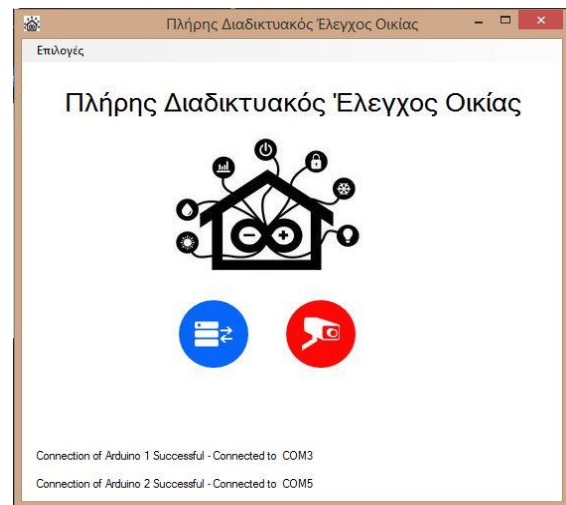 Πλήρης Διαδικτυακός Έλεγχος Οικίας
Επιλογές
Πλήρης Διαδικτυακός Έλεγχος Οικίας
Connection of Arduino 1 Successful - Connected to COM3
Connection of Arduino 2 Successful - Connected to COM5